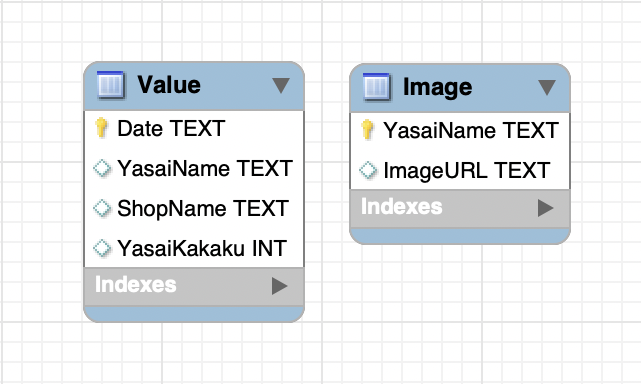 Value
Date TEXT
YasaiName TEXT
ShopName TEXT
YasaiKakaku INT
Indexes
Image
YasaiName TEXT
ImageURL TEXT
Indexes